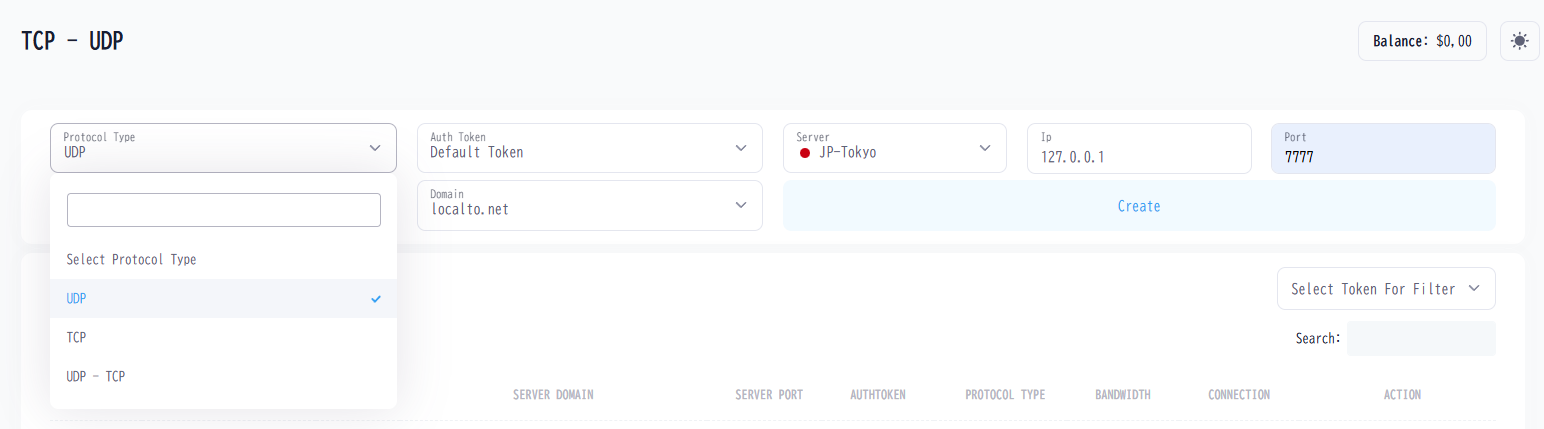 TCP - UDP
Balance: $0,00
Protocol Type
UDP
Auth Token
Default Token
Server
JP-Tokyo
Ip
127.0.0.1
Port
7777
Domain
localto.net
Create
Select Protocol Type
UDP
TCP
UDP - TCP
Select Token For Filter
Search:
SERVER DOMAIN
SERVER PORT
AUTHTOKEN
PROTOCOL TYPE
BANDWIDTH
CONNECTION
ACTION